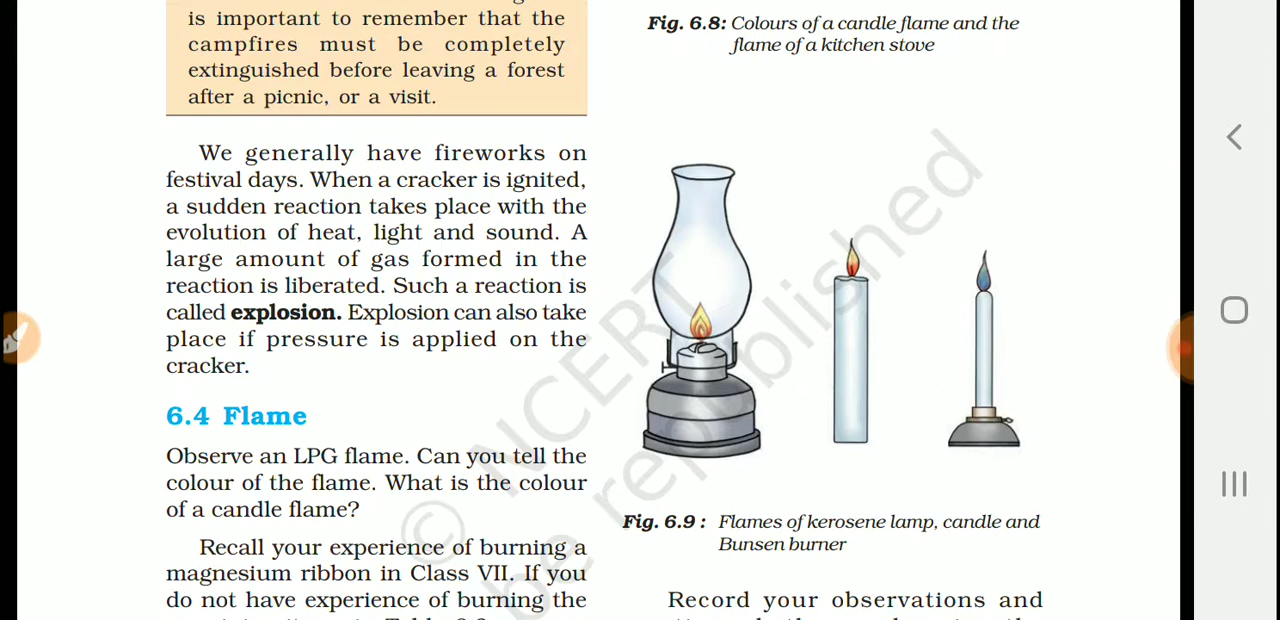 is important to remember that the
campfires must be completely
extinguished before leaving a forest
after a picnic, or a visit.
We generally have fireworks on
festival days. When a cracker is ignited,
a sudden reaction takes place with the
evolution of heat, light and sound. A
large amount of gas formed in the
reaction is liberated. Such a reaction is
called explosion. Explosion can also take
place if pressure is applied on the
cracker.
6.4 Flame
Observe an LPG flame. Can you tell the
colour of the flame. What is the colour
of a candle flame?
Recall your experience of burning a
magnesium ribbon in Class VII. If you
do not have experience of burning the
Fig. 6.8: Colours of a candle flame and the
flame of a kitchen stove
Fig. 6.9 : Flames of kerosene lamp, candle and
Bunsen burner
Record your observations and
© NCERT
be republished